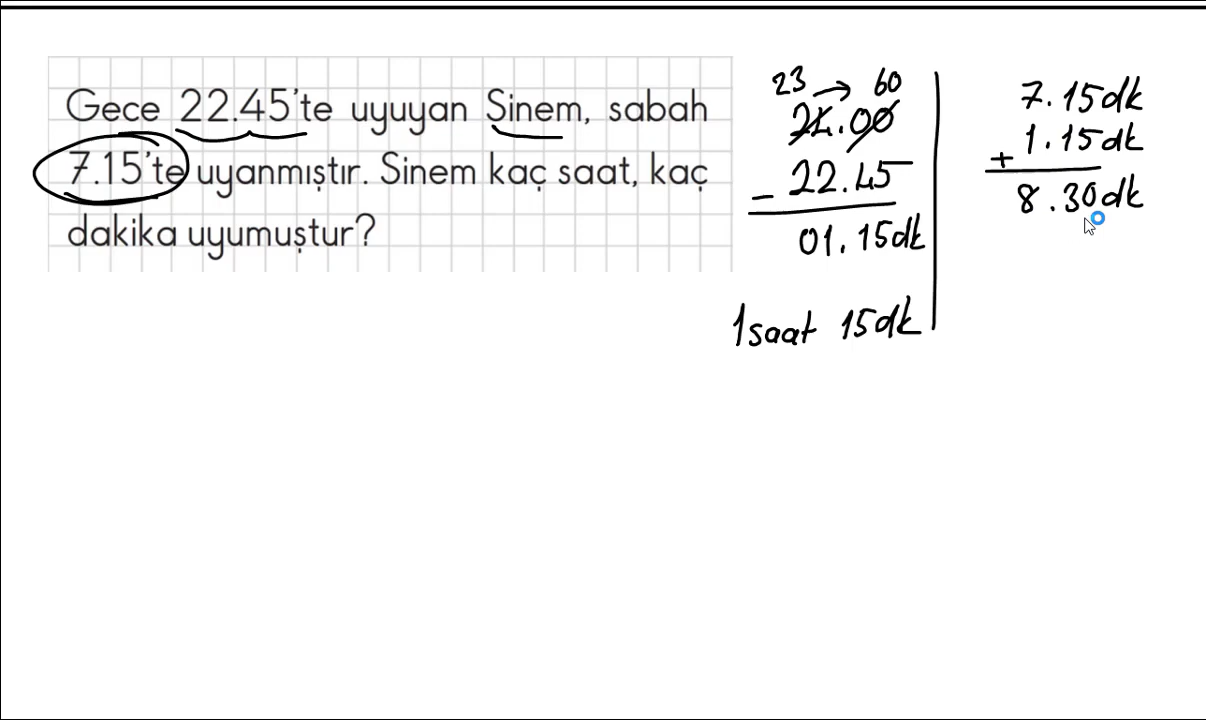 Gece 22.45'te uyuyan Sinem, sabah
7.15'te uyanmıştır. Sinem kaç saat, kaç
dakika uyumuştur?
23 → 60
24.00
- 22.45
01.15dk
1saat 15dk
7.15dk
+ 1.15dk
8.30dk